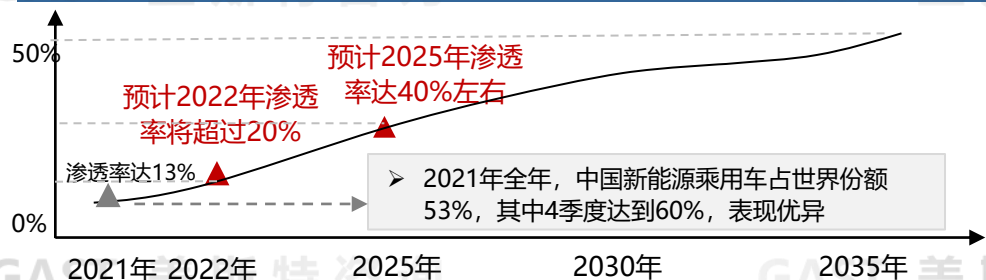 50%
预计2025年渗透
率达40%左右
预计2022年渗透
率将超过20%
渗透率达13%
➢ 2021年全年，中国新能源乘用车占世界份额
53%，其中4季度达到60%，表现优异
0%
2021年 2022年 2025年 2030年 2035年